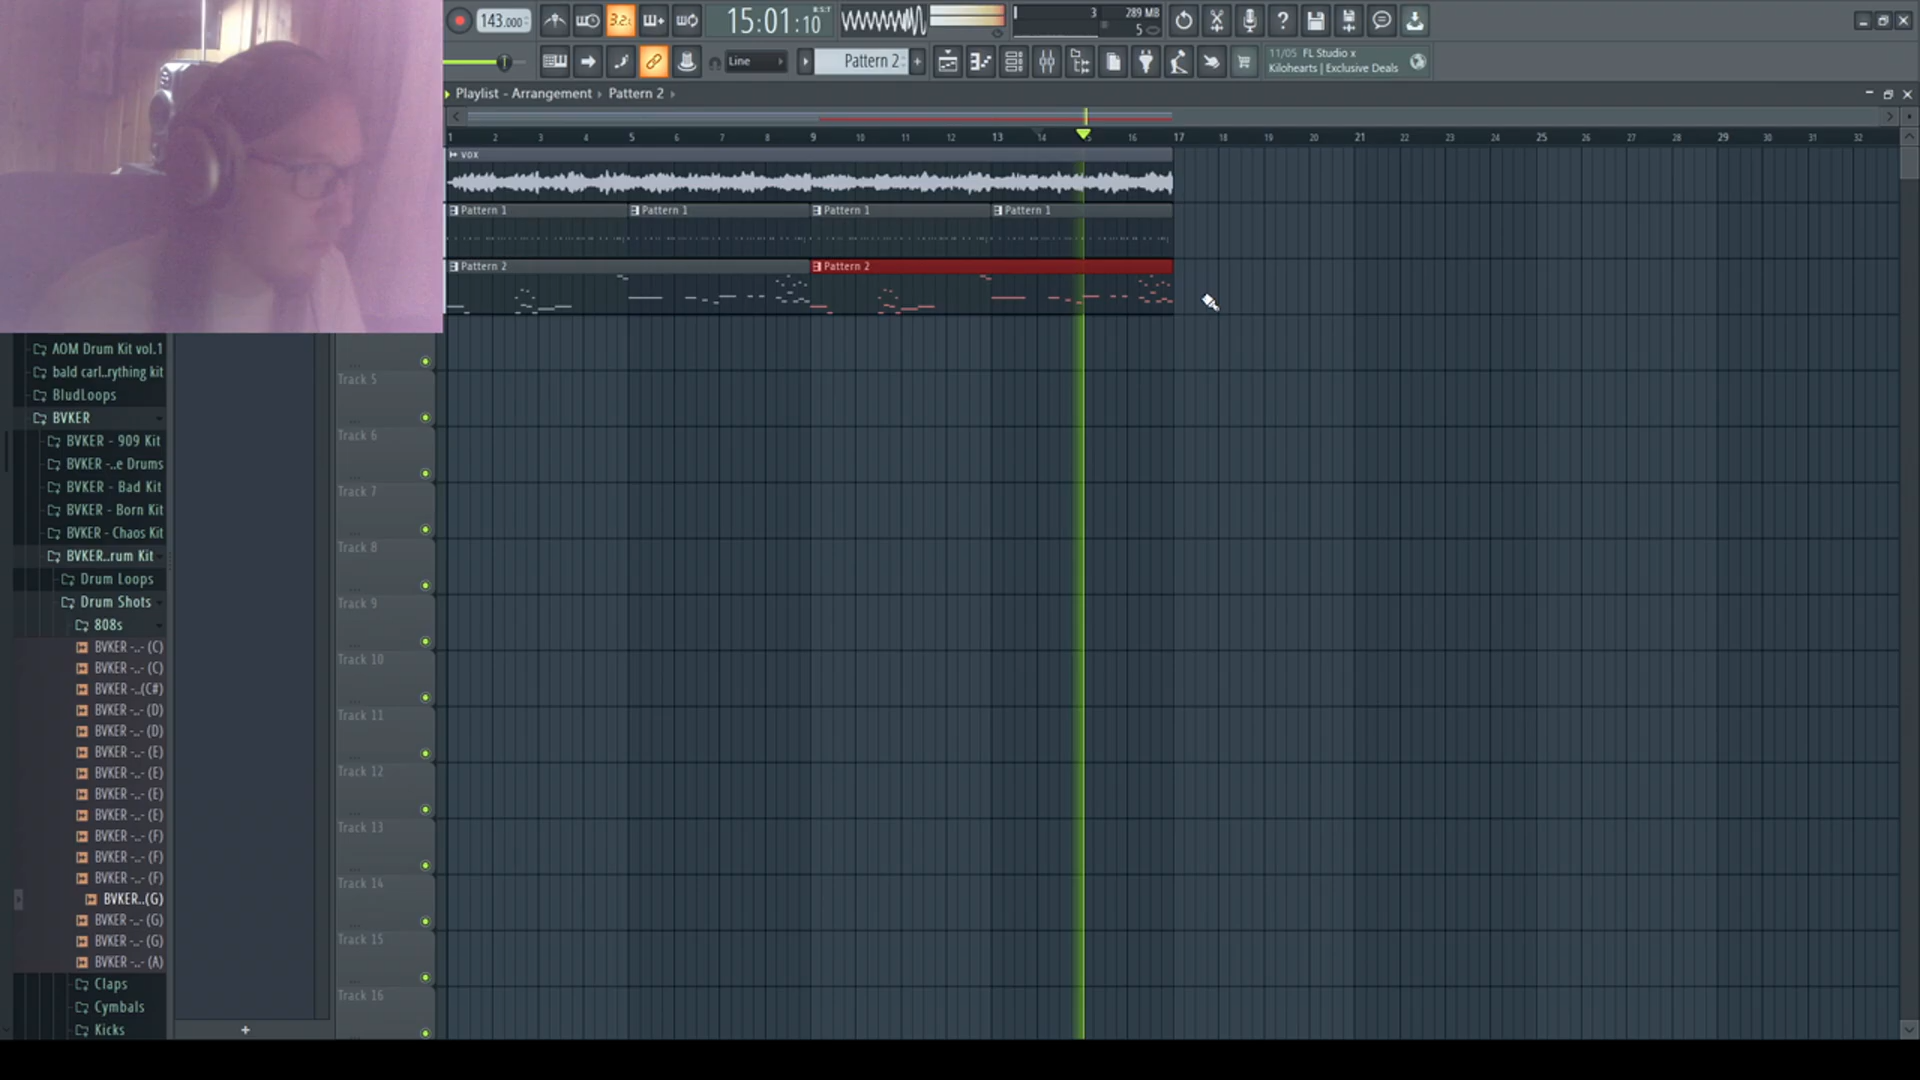 143.000
3.2.
15:01:10
B:S:T
3
289 MB
5
Line
Pattern 2
+
11/05 FL Studio x
Kilohearts | Exclusive Deals
Playlist - Arrangement › Pattern 2 ›
1 2 3 4 5 6 7 8 9 10 11 12 13 14 15 16 17 18 19 20 21 22 23 24 25 26 27 28 29 30 31 32
vox
Pattern 1 Pattern 1 Pattern 1 Pattern 1
Pattern 2 Pattern 2
AOM Drum Kit vol.1
bald carl..rything kit
BludLoops
BVKER
BVKER - 909 Kit
BVKER -..e Drums
BVKER - Bad Kit
BVKER - Born Kit
BVKER - Chaos Kit
BVKER..rum Kit
Drum Loops
Drum Shots
808s
BVKER -..- (C)
BVKER -..- (C)
BVKER -..(C#)
BVKER -..- (D)
BVKER -..- (D)
BVKER -..- (E)
BVKER -..- (E)
BVKER -..- (E)
BVKER -..- (E)
BVKER -..- (F)
BVKER -..- (F)
BVKER -..- (F)
BVKER..(G)
BVKER -..- (G)
BVKER -..- (G)
BVKER -..- (A)
Claps
Cymbals
Kicks
+
Track 5
Track 6
Track 7
Track 8
Track 9
Track 10
Track 11
Track 12
Track 13
Track 14
Track 15
Track 16